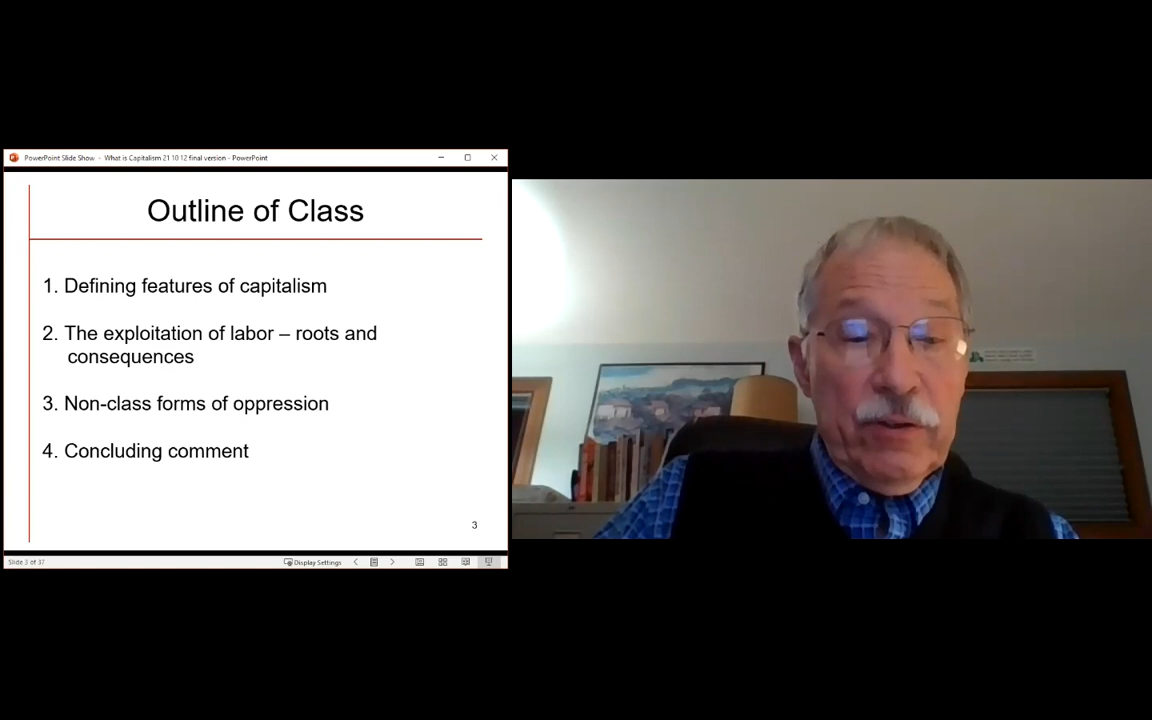 PowerPoint Slide Show - What is Capitalism 21 10 12 final version - PowerPoint
Outline of Class
1. Defining features of capitalism
2. The exploitation of labor – roots and
consequences
3. Non-class forms of oppression
4. Concluding comment
3
Slide 3 of 37
Display Settings